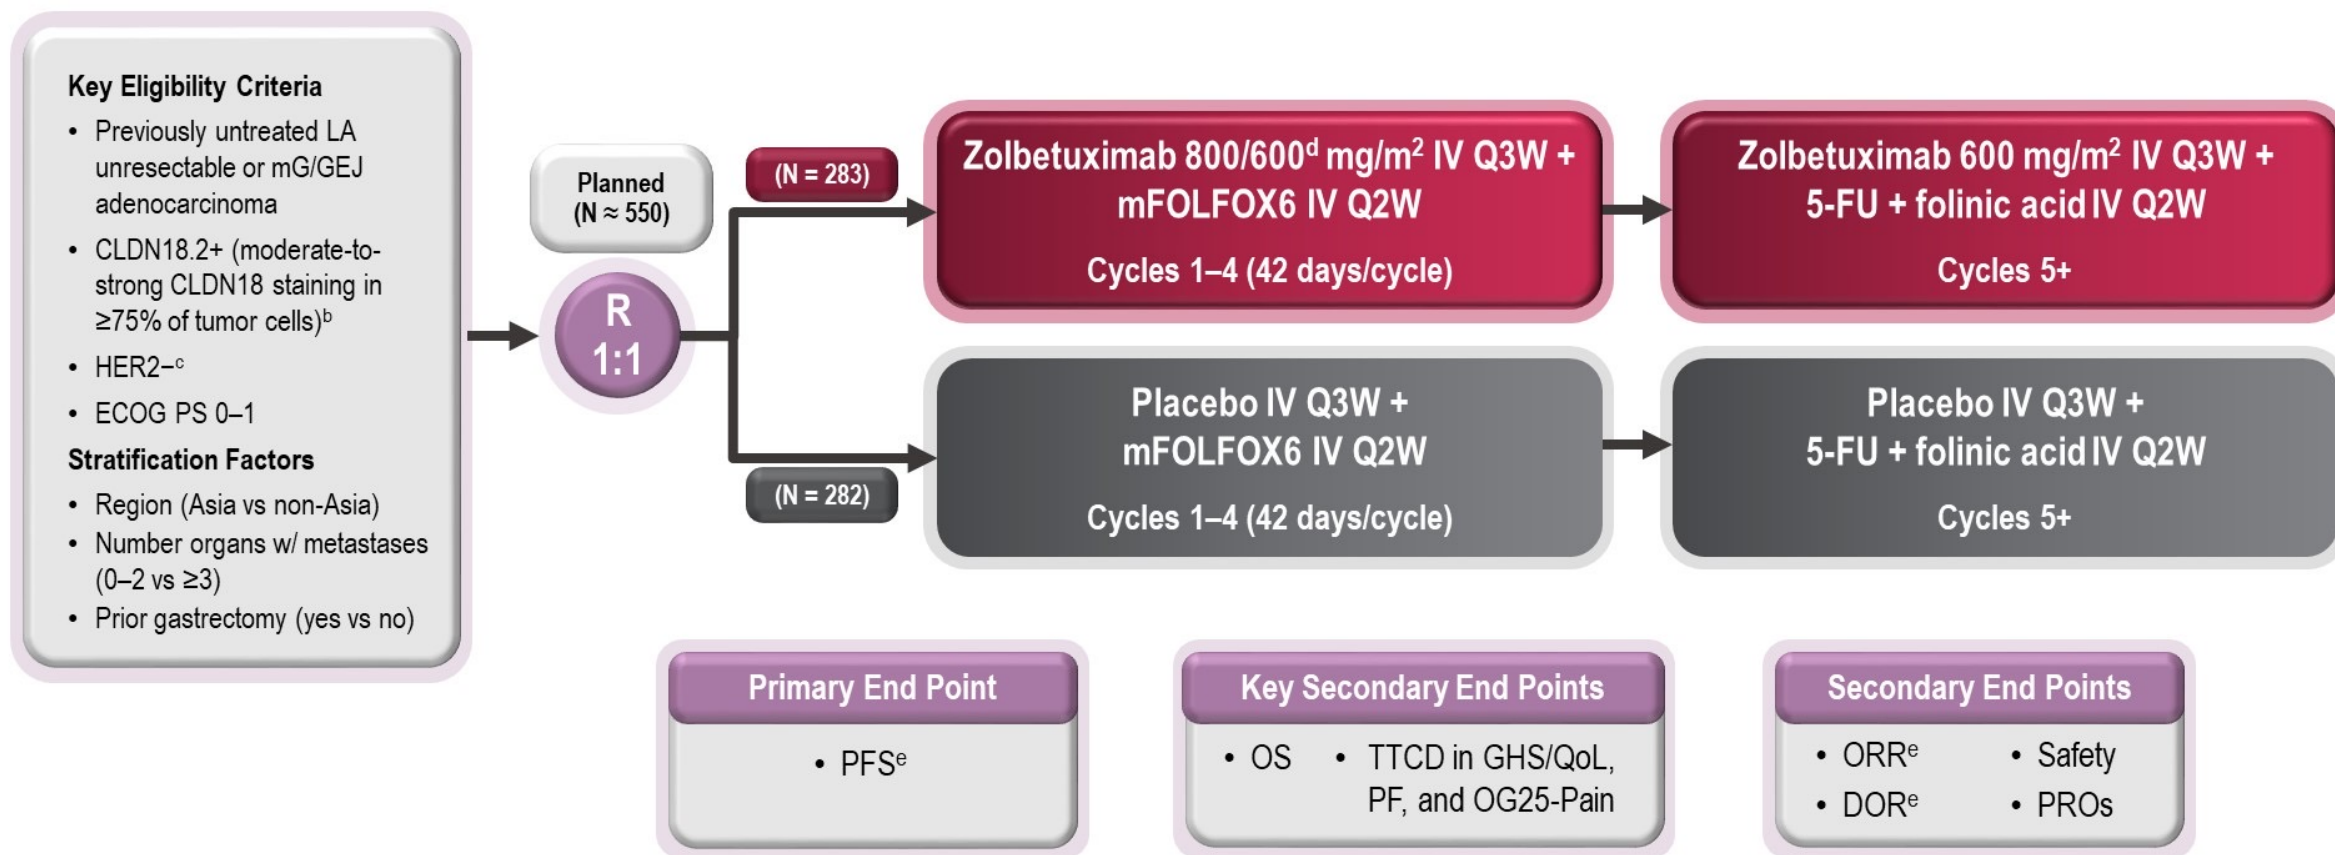 Key Eligibility Criteria
• Previously untreated LA
unresectable or mG/GEJ
adenocarcinoma
• CLDN18.2+ (moderate-to-
strong CLDN18 staining in
≥75% of tumor cells)ᵇ
• HER2−ᶜ
• ECOG PS 0–1
Stratification Factors
• Region (Asia vs non-Asia)
• Number organs w/ metastases
(0–2 vs ≥3)
• Prior gastrectomy (yes vs no)
Planned
(N ≈ 550)
R
1:1
(N = 283)
Zolbetuximab 800/600ᵈ mg/m² IV Q3W +
mFOLFOX6 IV Q2W
Cycles 1–4 (42 days/cycle)
Zolbetuximab 600 mg/m² IV Q3W +
5-FU + folinic acid IV Q2W
Cycles 5+
(N = 282)
Placebo IV Q3W +
mFOLFOX6 IV Q2W
Cycles 1–4 (42 days/cycle)
Placebo IV Q3W +
5-FU + folinic acid IV Q2W
Cycles 5+
Primary End Point
• PFSᵉ
Key Secondary End Points
• OS
• TTCD in GHS/QoL,
PF, and OG25-Pain
Secondary End Points
• ORRᵉ
• DORᵉ
• Safety
• PROs